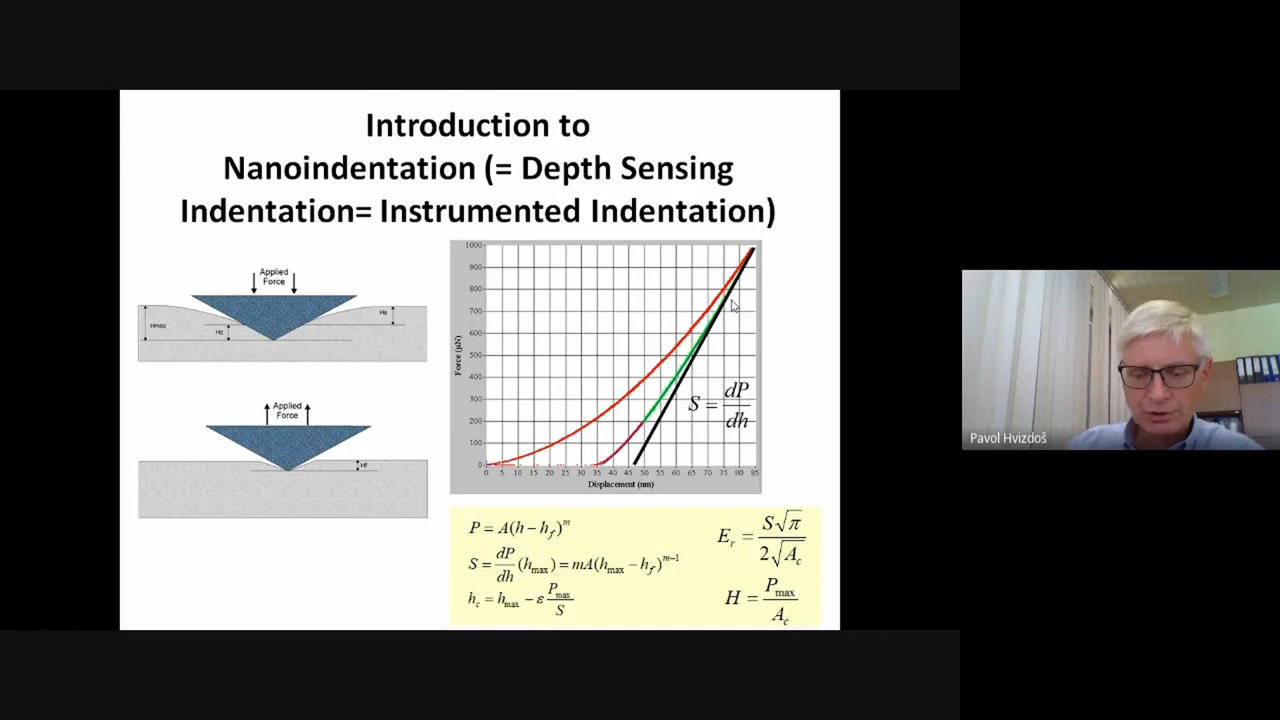 Introduction to
Nanoindentation (= Depth Sensing
Indentation= Instrumented Indentation)
Applied
Force
Hmax
Hc
Hs
Applied
Force
Hf
Force (µN)
1000
900
800
700
600
500
400
300
200
100
0
0 5 10 15 20 25 30 35 40 45 50 55 60 65 70 75 80 85
Displacement (nm)
S = dP/dh
P = A(h − h_f)^m
S = dP/dh (h_max) = mA(h_max − h_f)^{m−1}
h_c = h_max − ε P_max/S
E_r = S√π / 2√A_c
H = P_max / A_c
Pavol Hvizdoš